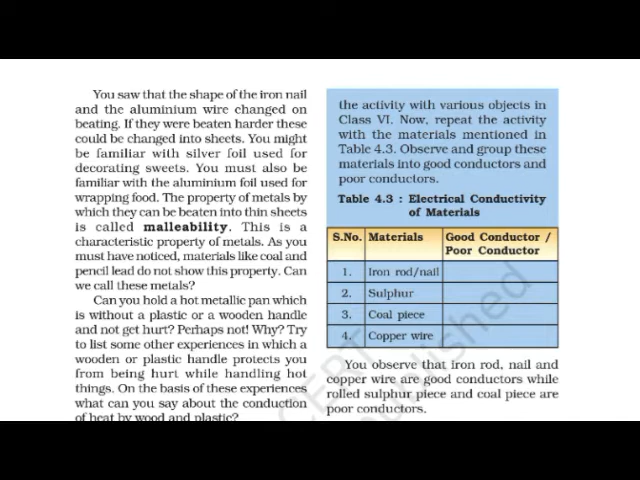 You saw that the shape of the iron nail
and the aluminium wire changed on
beating. If they were beaten harder these
could be changed into sheets. You might
be familiar with silver foil used for
decorating sweets. You must also be
familiar with the aluminium foil used for
wrapping food. The property of metals by
which they can be beaten into thin sheets
is called malleability. This is a
characteristic property of metals. As you
must have noticed, materials like coal and
pencil lead do not show this property. Can
we call these metals?
Can you hold a hot metallic pan which
is without a plastic or a wooden handle
and not get hurt? Perhaps not! Why? Try
to list some other experiences in which a
wooden or plastic handle protects you
from being hurt while handling hot
things. On the basis of these experiences
what can you say about the conduction
of heat by wood and plastic?
the activity with various objects in
Class VI. Now, repeat the activity
with the materials mentioned in
Table 4.3. Observe and group these
materials into good conductors and
poor conductors.
Table 4.3 : Electrical Conductivity
of Materials
S.No. Materials Good Conductor /
Poor Conductor
1. Iron rod/nail
2. Sulphur
3. Coal piece
4. Copper wire
You observe that iron rod, nail and
copper wire are good conductors while
rolled sulphur piece and coal piece are
poor conductors.